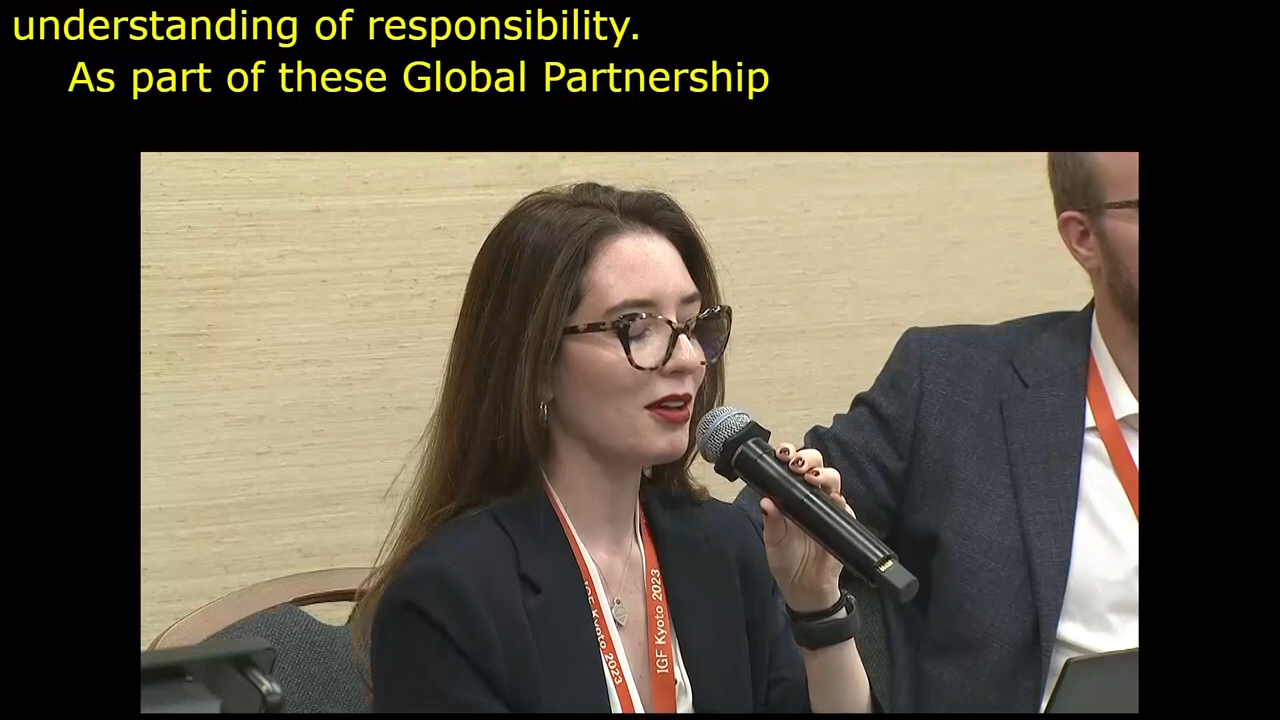 understanding of responsibility.
As part of these Global Partnership
IGF Kyoto 2023
IGF Kyoto 2023